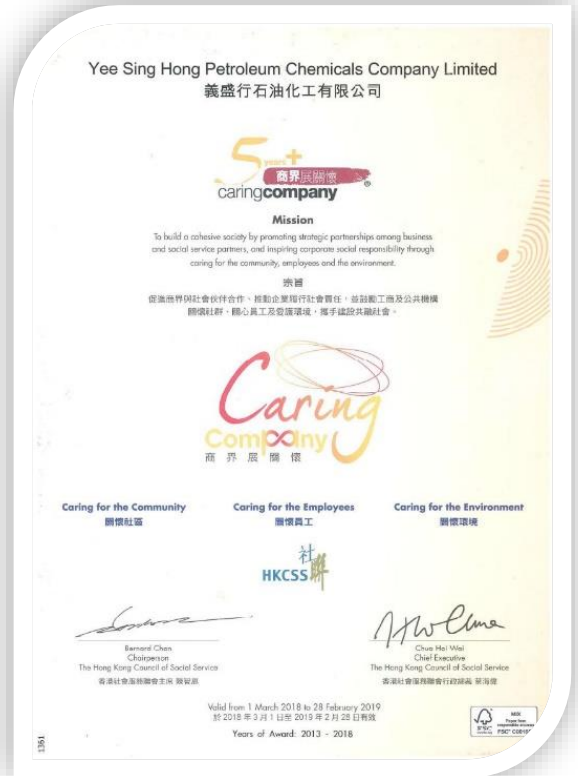 Yee Sing Hong Petroleum Chemicals Company Limited
義盛行石油化工有限公司
5 years+
商界展關懷
caringcompany
Mission
To build a cohesive society by promoting strategic partnerships among business
and social service partners, and inspiring corporate social responsibility through
caring for the community, employees and the environment.
宗旨
促進商界與社會伙伴合作，推動企業履行社會責任，並鼓勵工商及公共機構
關懷社群，關心員工及愛護環境，攜手建設共融社會。
Caring
Company
商界展關懷
Caring for the Community
關懷社區
Caring for the Employees
關懷員工
Caring for the Environment
關懷環境
HKCSS 社聯
Bernard Chan
Chairperson
The Hong Kong Council of Social Service
香港社會服務聯會主席 陳智思
Chua Hoi Wai
Chief Executive
The Hong Kong Council of Social Service
香港社會服務聯會行政總裁 蔡海偉
Valid from 1 March 2018 to 28 February 2019
於 2018 年 3 月 1 日至 2019 年 2 月 28 日有效
Years of Award: 2013 - 2018
1361
FSC
MIX
Paper from
responsible sources